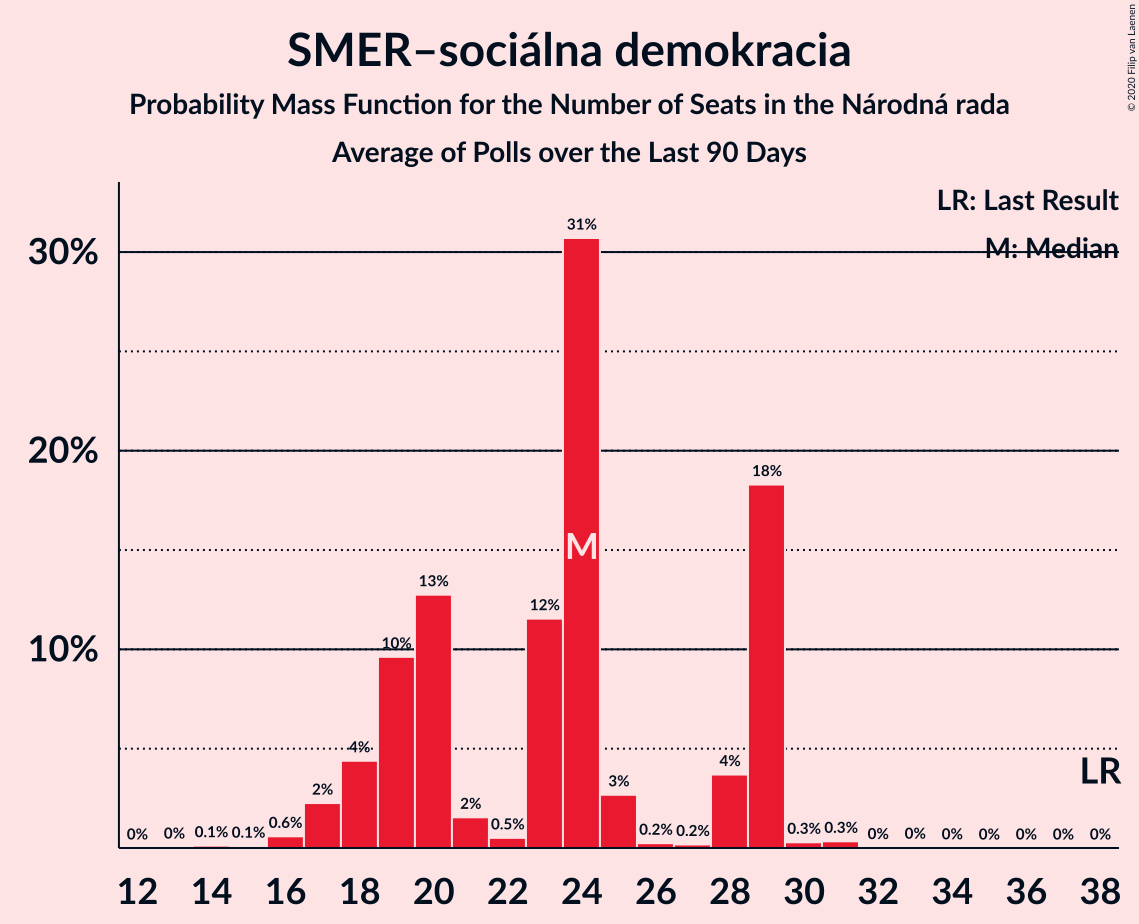 SMER–sociálna demokracia
Probability Mass Function for the Number of Seats in the Národná rada
Average of Polls over the Last 90 Days
© 2020 Filip van Laenen
LR: Last Result
M: Median
30%
20%
10%
0% 0% 0.1% 0.1% 0.6% 2% 4% 10% 13% 2% 0.5% 12% 31% 3% 0.2% 0.2% 4% 18% 0.3% 0.3% 0% 0% 0% 0% 0% 0% 0%
M
LR
12 14 16 18 20 22 24 26 28 30 32 34 36 38